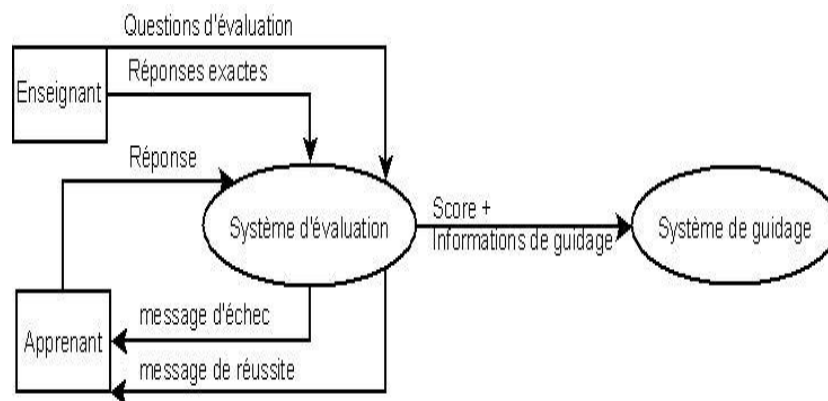 Questions d'évaluation
Réponses exactes
Enseignant
Réponse
Système d'évaluation
Score +
Informations de guidage
Système de guidage
Apprenant
message d'échec
message de réussite